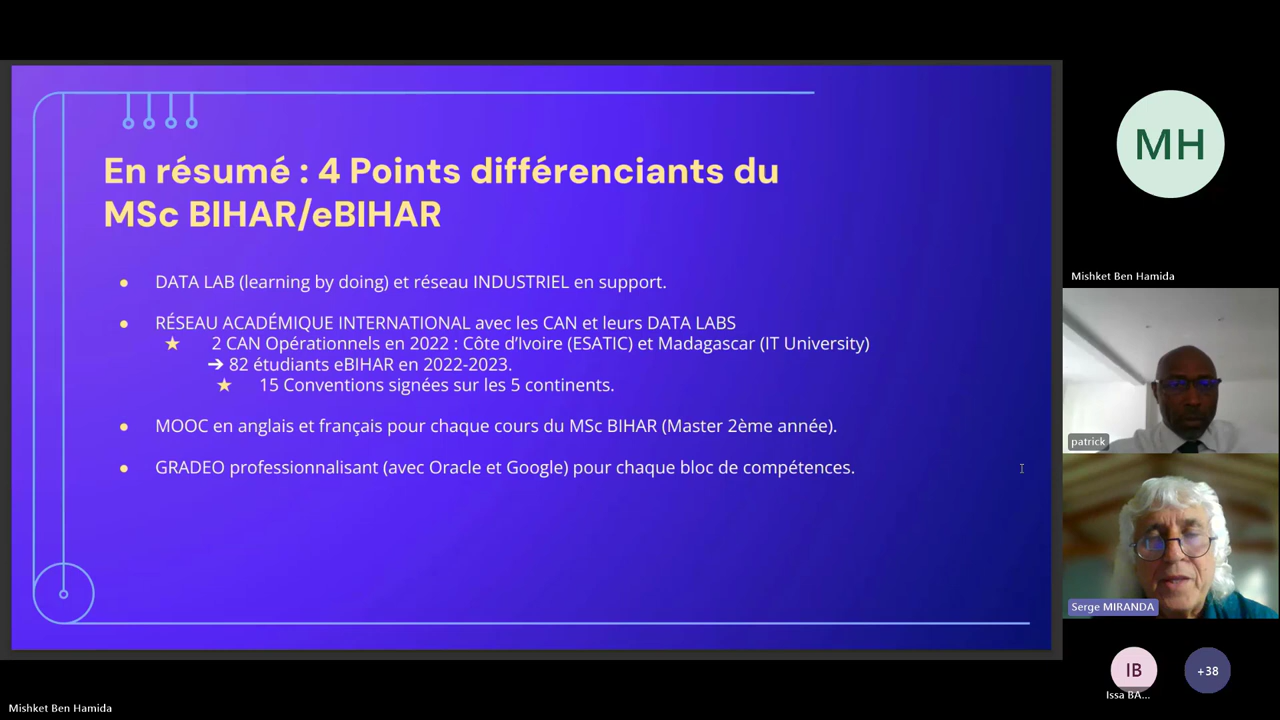 En résumé : 4 Points différenciants du
MSc BIHAR/eBIHAR
● DATA LAB (learning by doing) et réseau INDUSTRIEL en support.
● RÉSEAU ACADÉMIQUE INTERNATIONAL avec les CAN et leurs DATA LABS
★ 2 CAN Opérationnels en 2022 : Côte d’Ivoire (ESATIC) et Madagascar (IT University)
➔ 82 étudiants eBIHAR en 2022-2023.
★ 15 Conventions signées sur les 5 continents.
● MOOC en anglais et français pour chaque cours du MSc BIHAR (Master 2ème année).
● GRADEO professionnalisant (avec Oracle et Google) pour chaque bloc de compétences.
MH
Mishket Ben Hamida
patrick
Serge MIRANDA
IB
Issa BA...
+38
Mishket Ben Hamida